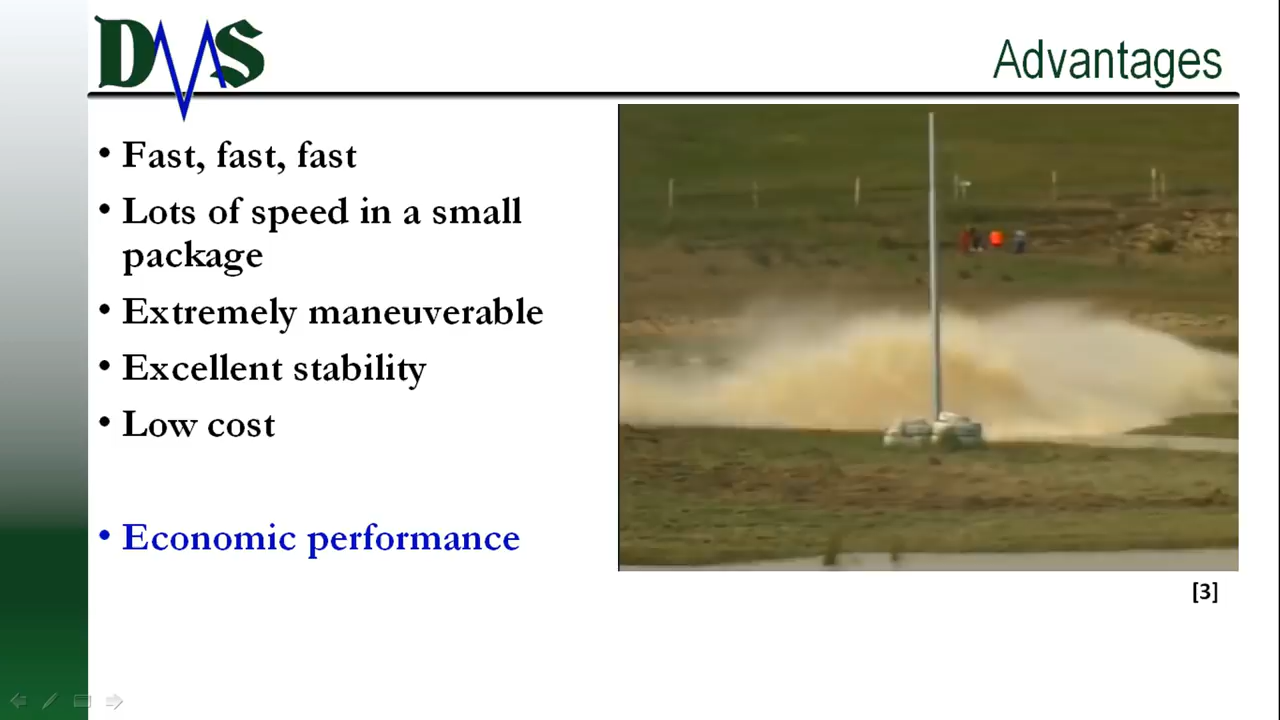 DMS
Advantages
• Fast, fast, fast
• Lots of speed in a small
package
• Extremely maneuverable
• Excellent stability
• Low cost
• Economic performance
[3]